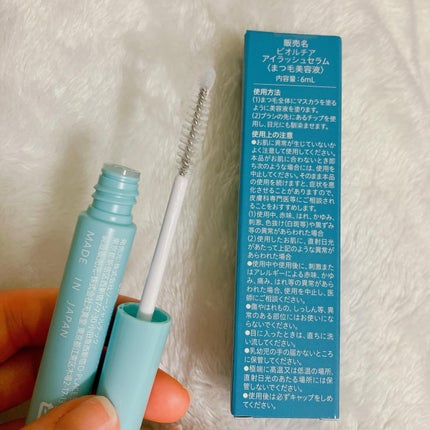 販売名
ピオルチア
アイラッシュセラム
〈まつ毛美容液〉
内容量:6mL
使用方法
(1)まつ毛全体にマスカラを塗る
ように美容液を塗ります。
(2)ブラシの先にあるチップを使
用し、目元にも馴染ませます。
使用上の注意
●お肌に異常が生じていないか
よく注意して使用してください。
本品がお肌に合わないとき即
ち次のような場合には、使用を
中止してください。そのまま本品
の使用を続けますと、症状を悪
化させることがありますので、
皮膚科専門医等にご相談され
ることをおすすめします。
(1)使用中、赤味、はれ、かゆみ、
刺激、色抜け(白斑等)や黒ずみ
等の異常があらわれた場合
(2)使用したお肌に、直射日光
があたって上記のような異常が
あらわれた場合
●使用中や使用後に、刺激また
はアレルギーによる赤味、かゆ
み、痛み、はれ等の異常があら
われた場合、使用を中止し、医
師にご相談ください。
●傷やはれもの、しっしん等、異
常のある部位にはお使いになら
ないでください。
●目に入ったときは、直ちに洗
い流してください。
●乳幼児の手の届かないところ
に保管してください。
●極端に高温又は低温の場所、
直射日光のあたる場所には保管
しないでください。
●使用後は必ずキャップをしめ
てください。
MADE IN JAPAN